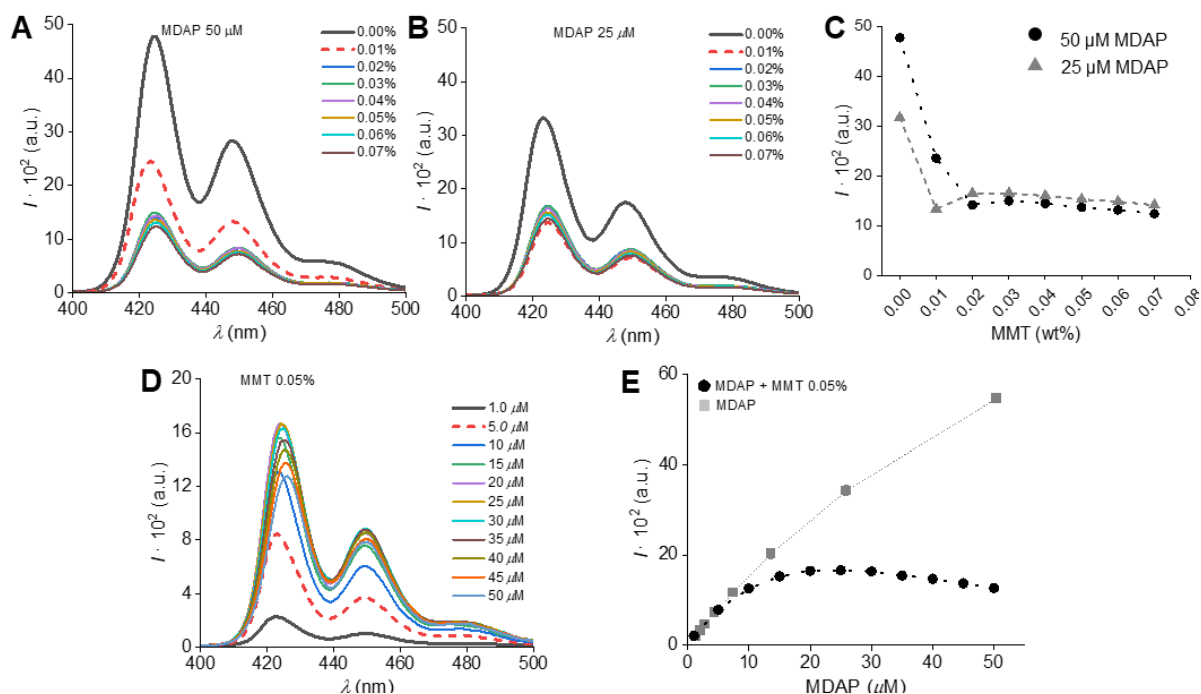 A
MDAP 50 µM
50
40
30
20
10
0
I · 10² (a.u.)
400
420
440
460
480
500
λ (nm)
0.00%
0.01%
0.02%
0.03%
0.04%
0.05%
0.06%
0.07%
B
MDAP 25 µM
50
40
30
20
10
0
I · 10² (a.u.)
400
420
440
460
480
500
λ (nm)
0.00%
0.01%
0.02%
0.03%
0.04%
0.05%
0.06%
0.07%
C
50
40
30
20
10
0
I · 10² (a.u.)
0.00
0.01
0.02
0.03
0.04
0.05
0.06
0.07
0.08
MMT (wt%)
50 µM MDAP
25 µM MDAP
D
MMT 0.05%
20
16
12
8
4
0
I · 10² (a.u.)
400
420
440
460
480
500
λ (nm)
1.0 µM
5.0 µM
10 µM
15 µM
20 µM
25 µM
30 µM
35 µM
40 µM
45 µM
50 µM
E
MDAP + MMT 0.05%
MDAP
60
40
20
0
I · 10² (a.u.)
0
10
20
30
40
50
MDAP (µM)